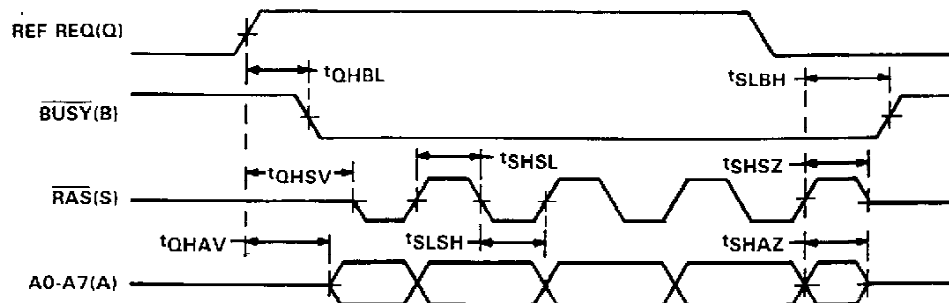 REF REQ(Q)
tQHBL
tSLBH
BUSY(B)
tQHSV
tSHSL
tSHSZ
RAS(S)
tQHAV
tSLSH
tSHAZ
A0-A7(A)